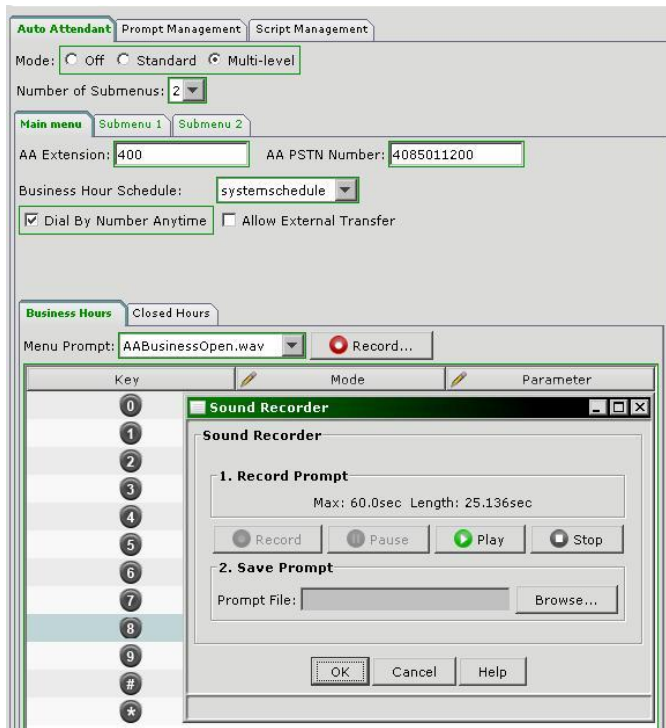 Auto Attendant Prompt Management Script Management
Mode: Off Standard Multi-level
Number of Submenus: 2
Main menu Submenu 1 Submenu 2
AA Extension: 400 AA PSTN Number: 4085011200
Business Hour Schedule: systemschedule
Dial By Number Anytime Allow External Transfer
Business Hours Closed Hours
Menu Prompt: AABusinessOpen.wav Record...
Key Mode Parameter
0
1
2
3
4
5
6
7
8
9
#
*
Sound Recorder
Sound Recorder
1. Record Prompt
Max: 60.0sec Length: 25.136sec
Record Pause Play Stop
2. Save Prompt
Prompt File: Browse...
OK Cancel Help